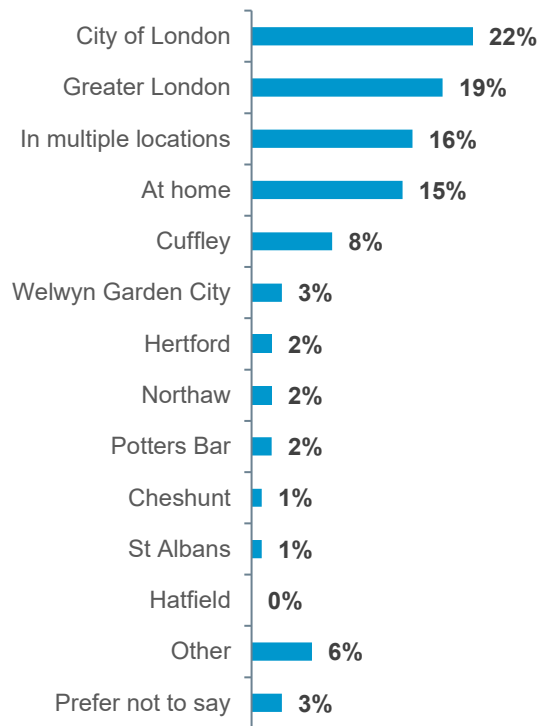 City of London 22%
Greater London 19%
In multiple locations 16%
At home 15%
Cuffley 8%
Welwyn Garden City 3%
Hertford 2%
Northaw 2%
Potters Bar 2%
Cheshunt 1%
St Albans 1%
Hatfield 0%
Other 6%
Prefer not to say 3%